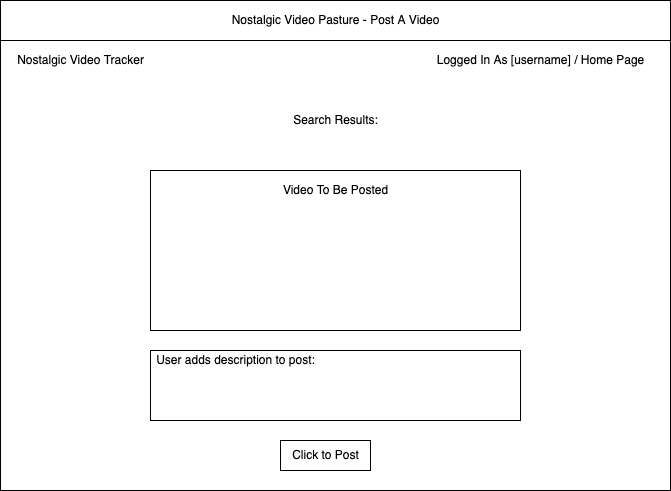 Nostalgic Video Pasture - Post A Video
Nostalgic Video Tracker
Logged In As [username] / Home Page
Search Results:
Video To Be Posted
User adds description to post:
Click to Post